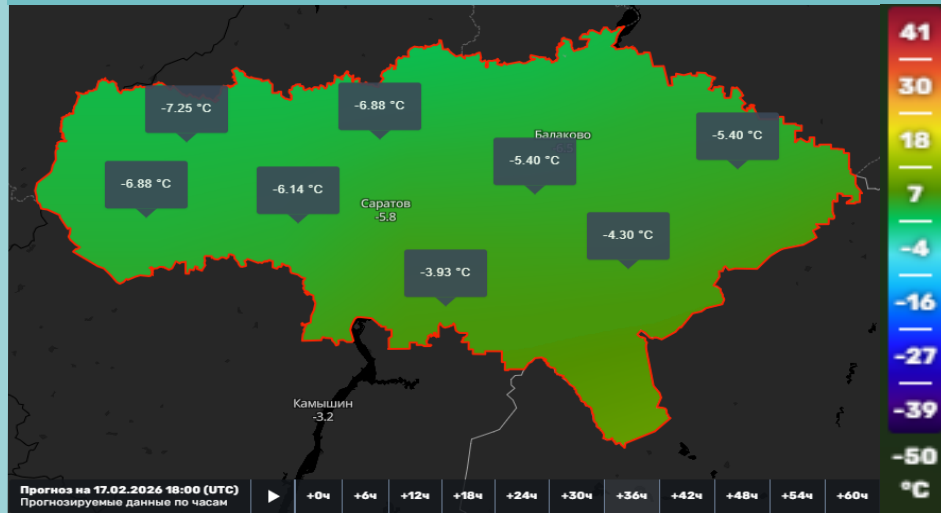 -7.25 °C
-6.88 °C
Балаково
-5.40 °C
-5.40 °C
-6.88 °C
-6.14 °C
Саратов
-5.8
-4.30 °C
-3.93 °C
Камышин
-3.2
41
30
18
7
-4
-16
-27
-39
-50
°C
Прогноз на 17.02.2026 18:00 (UTC)
Прогнозируемые данные по часам
+0ч +6ч +12ч +18ч +24ч +30ч +36ч +42ч +48ч +54ч +60ч